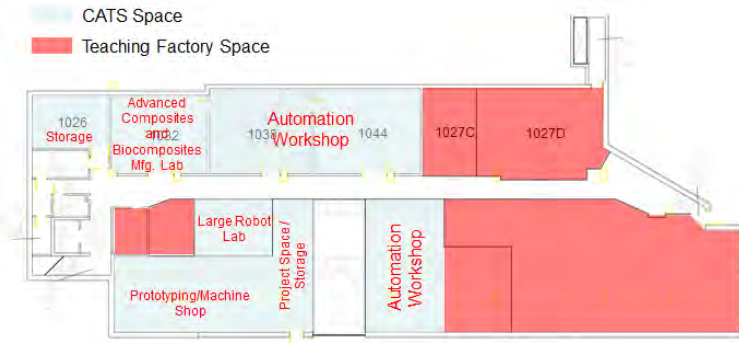 CATS Space
Teaching Factory Space
1026
Storage
Advanced
Composites
and
1032
Biocomposites
Mfg. Lab
Automation
1038
Workshop
1044
1027C
1027D
Large Robot
Lab
Project Space /
Storage
Automation
Workshop
Prototyping/Machine
Shop